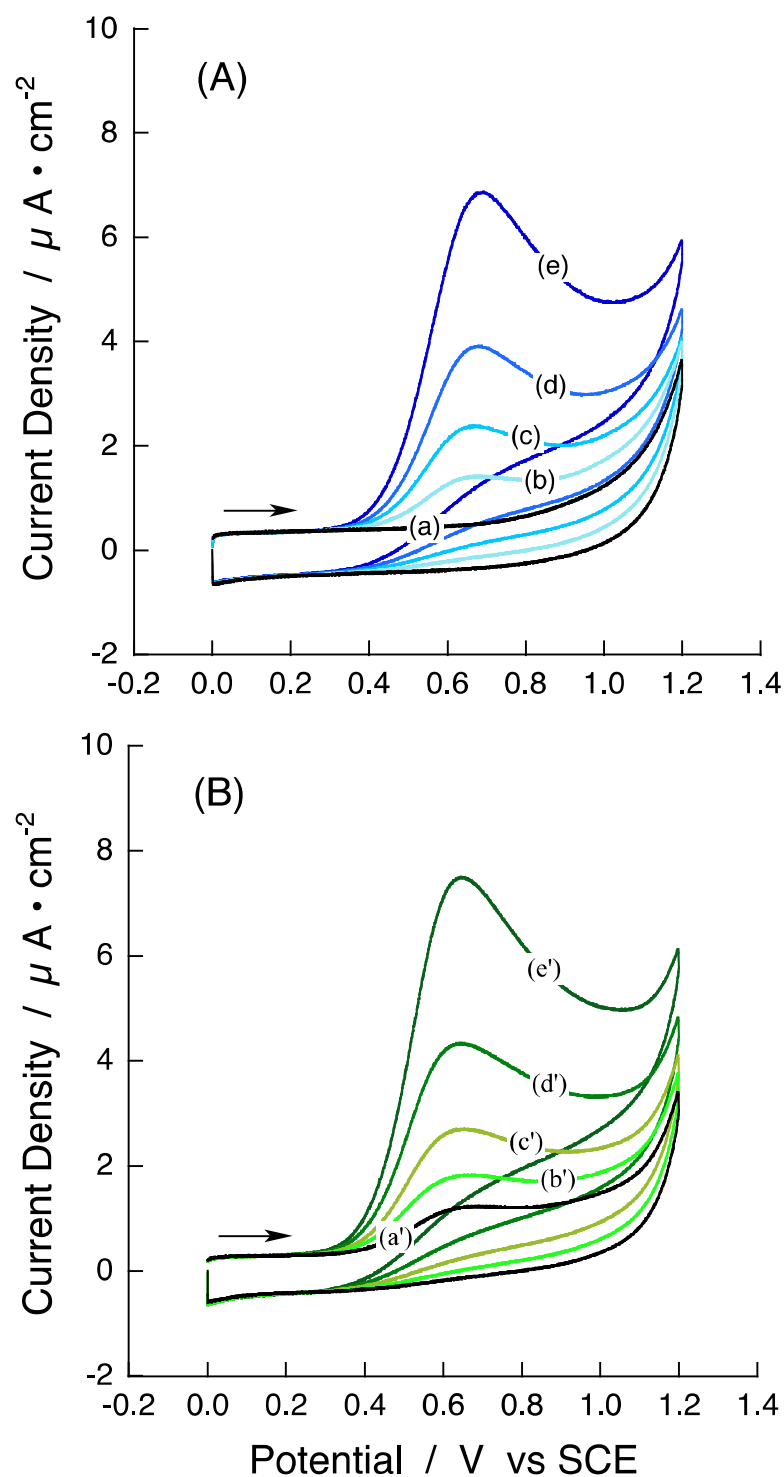 (A)
10
8
6
4
2
0
-2
Current Density / μ A • cm-2
(e)
(d)
(c)
(b)
(a)
-0.2 0.0 0.2 0.4 0.6 0.8 1.0 1.2 1.4
(B)
10
8
6
4
2
0
-2
Current Density / μ A • cm-2
(e')
(d')
(c')
(b')
(a')
-0.2 0.0 0.2 0.4 0.6 0.8 1.0 1.2 1.4
Potential / V vs SCE